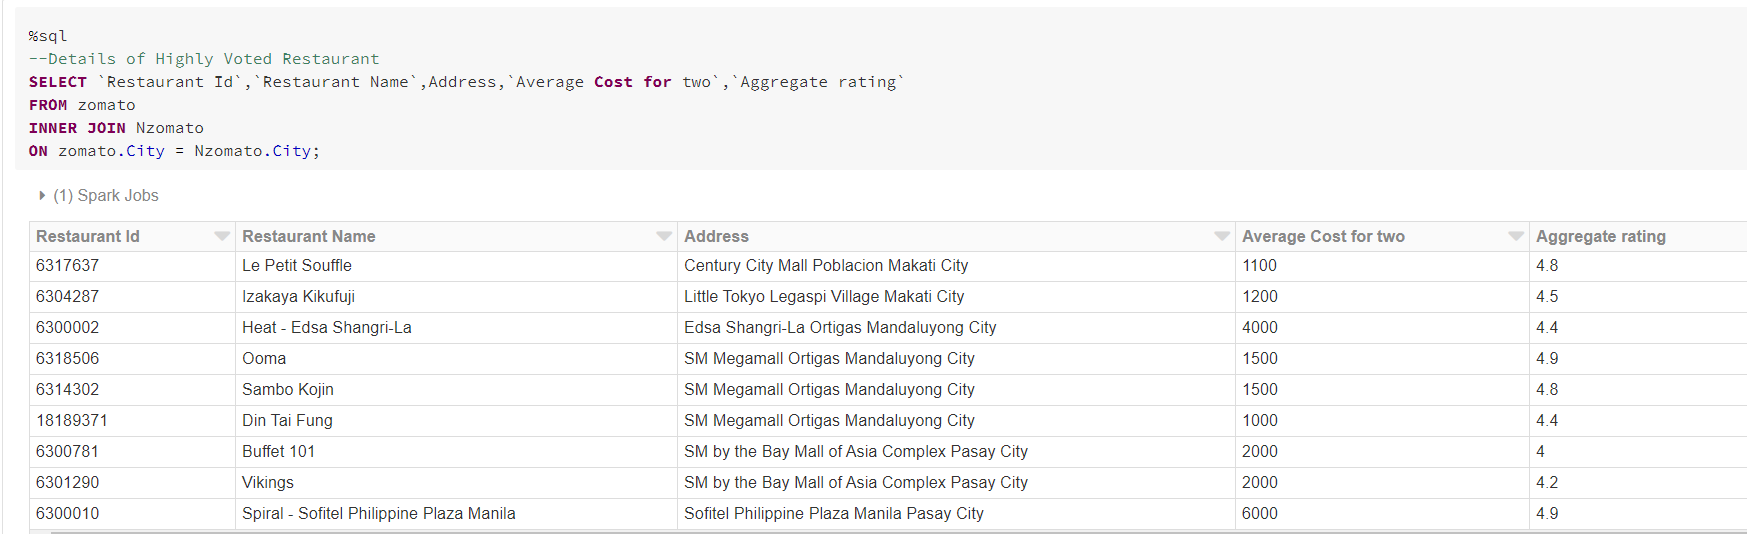 %sql
--Details of Highly Voted Restaurant
SELECT `Restaurant Id`,`Restaurant Name`,Address,`Average Cost for two`,`Aggregate rating`
FROM zomato
INNER JOIN Nzomato
ON zomato.City = Nzomato.City;
(1) Spark Jobs
Restaurant Id Restaurant Name Address Average Cost for two Aggregate rating
6317637 Le Petit Souffle Century City Mall Poblacion Makati City 1100 4.8
6304287 Izakaya Kikufuji Little Tokyo Legaspi Village Makati City 1200 4.5
6300002 Heat - Edsa Shangri-La Edsa Shangri-La Ortigas Mandaluyong City 4000 4.4
6318506 Ooma SM Megamall Ortigas Mandaluyong City 1500 4.9
6314302 Sambo Kojin SM Megamall Ortigas Mandaluyong City 1500 4.8
18189371 Din Tai Fung SM Megamall Ortigas Mandaluyong City 1000 4.4
6300781 Buffet 101 SM by the Bay Mall of Asia Complex Pasay City 2000 4
6301290 Vikings SM by the Bay Mall of Asia Complex Pasay City 2000 4.2
6300010 Spiral - Sofitel Philippine Plaza Manila Sofitel Philippine Plaza Manila Pasay City 6000 4.9